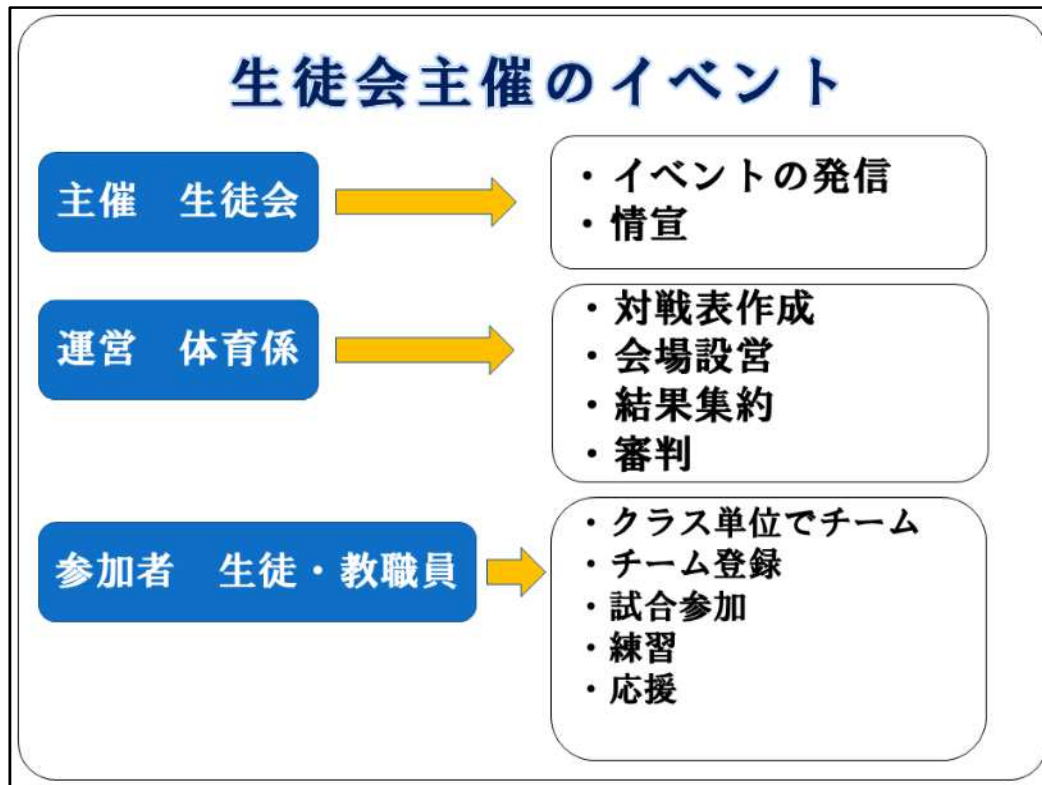 生徒会主催のイベント
主催　生徒会
・イベントの発信
・情宣
運営　体育係
・対戦表作成
・会場設営
・結果集約
・審判
参加者　生徒・教職員
・クラス単位でチーム
・チーム登録
・試合参加
・練習
・応援